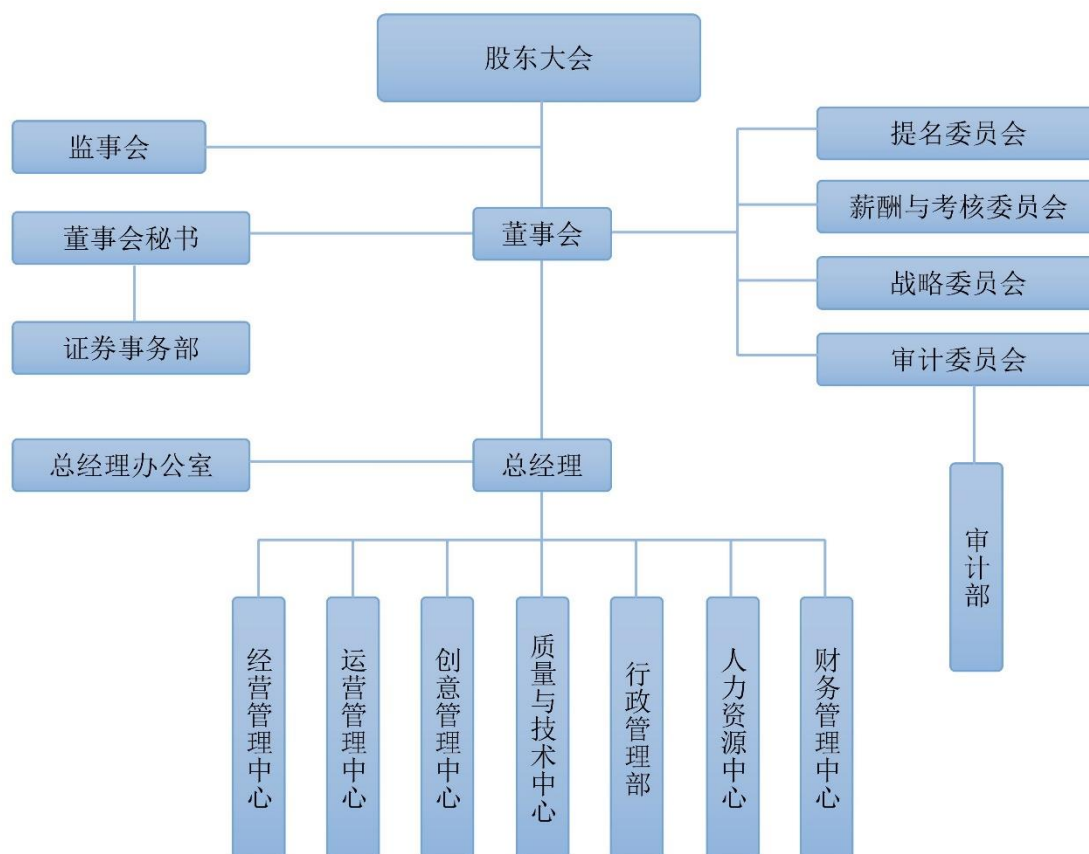 股东大会
监事会
提名委员会
薪酬与考核委员会
董事会秘书
董事会
战略委员会
证券事务部
审计委员会
总经理办公室
总经理
审计部
经营管理中心
运营管理中心
创意管理中心
质量与技术中心
行政管理部
人力资源中心
财务管理中心